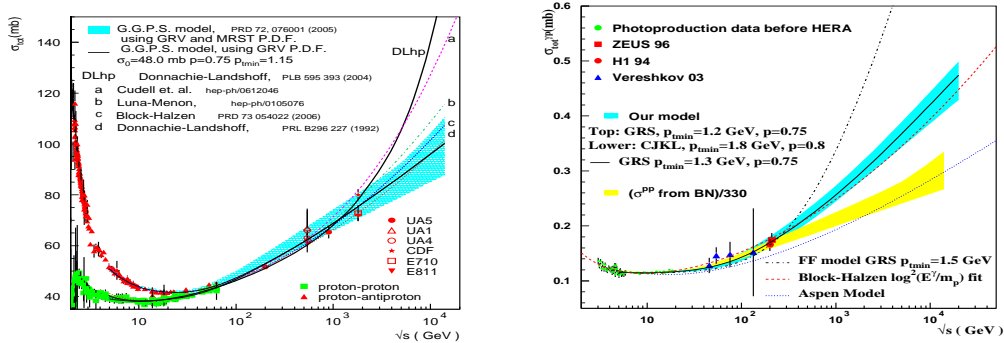 σtot(mb)
G.G.P.S. model, PRD 72, 076001 (2005)
using GRV and MRST P.D.F.
G.G.P.S. model, using GRV P.D.F.
σ0=48.0 mb p=0.75 ptmin=1.15
DLhp Donnachie-Landshoff, PLB 595 393 (2004)
a Cudell et al. hep-ph/0612046
b Luna-Menon, hep-ph/0105076
c Block-Halzen PRD 73 054022 (2006)
d Donnachie-Landshoff, PRL B296 227 (1992)
DLhp
a
b
c
d
140
120
100
80
60
40
UA5
UA1
UA4
CDF
E710
E811
proton-proton
proton-antiproton
10
10²
10³
10⁴
√s ( GeV )
σtotγp(mb)
0.6
0.5
0.4
0.3
0.2
0.1
Photoproduction data before HERA
ZEUS 96
H1 94
Vereshkov 03
Our model
Top: GRS, ptmin=1.2 GeV, p=0.75
Lower: CJKL, ptmin=1.8 GeV, p=0.8
GRS ptmin=1.3 GeV, p=0.75
(σpp from BN)/330
FF model GRS ptmin=1.5 GeV
Block-Halzen log²(Eγ/mp) fit
Aspen Model
10
10²
10³
10⁴
√s ( GeV )